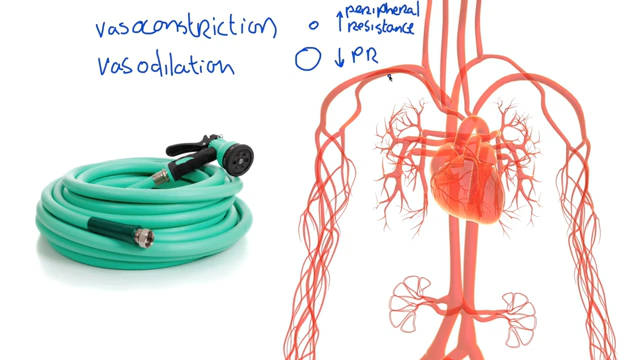 vasoconstriction ↑ peripheral
resistance
vasodilation ↓ PR